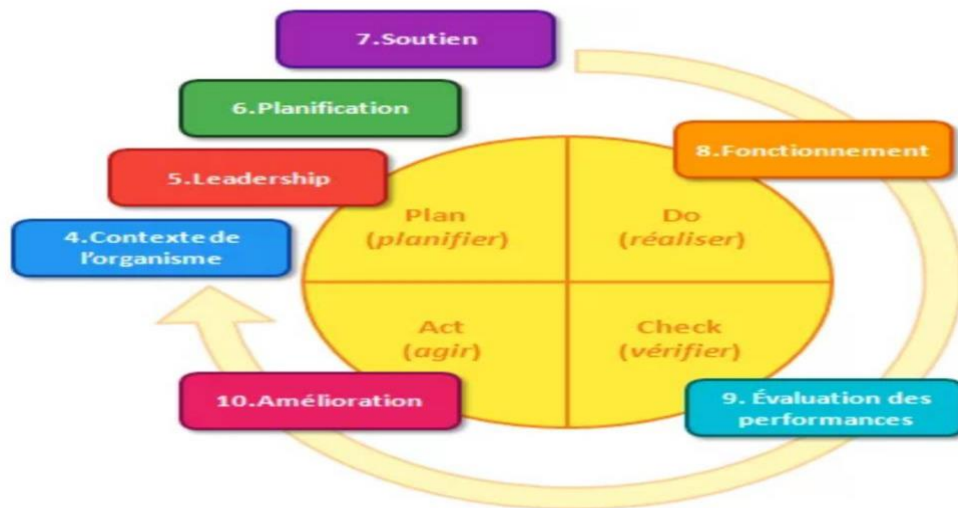 7.Soutien
6.Planification
8.Fonctionnement
5.Leadership
4.Contexte de
l'organisme
Plan
(planifier)
Do
(réaliser)
Act
(agir)
Check
(vérifier)
10.Amélioration
9. Évaluation des
performances